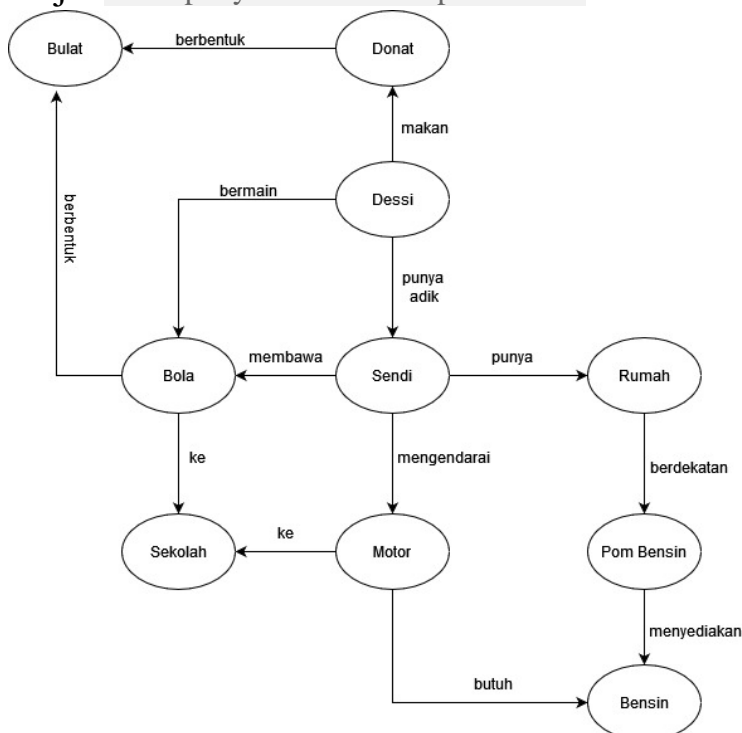 Bulat
berbentuk
Donat
makan
bermain
Dessi
berbentuk
punya
adik
Bola
membawa
Sendi
punya
Rumah
ke
mengendarai
berdekatan
Sekolah
ke
Motor
Pom Bensin
menyediakan
butuh
Bensin